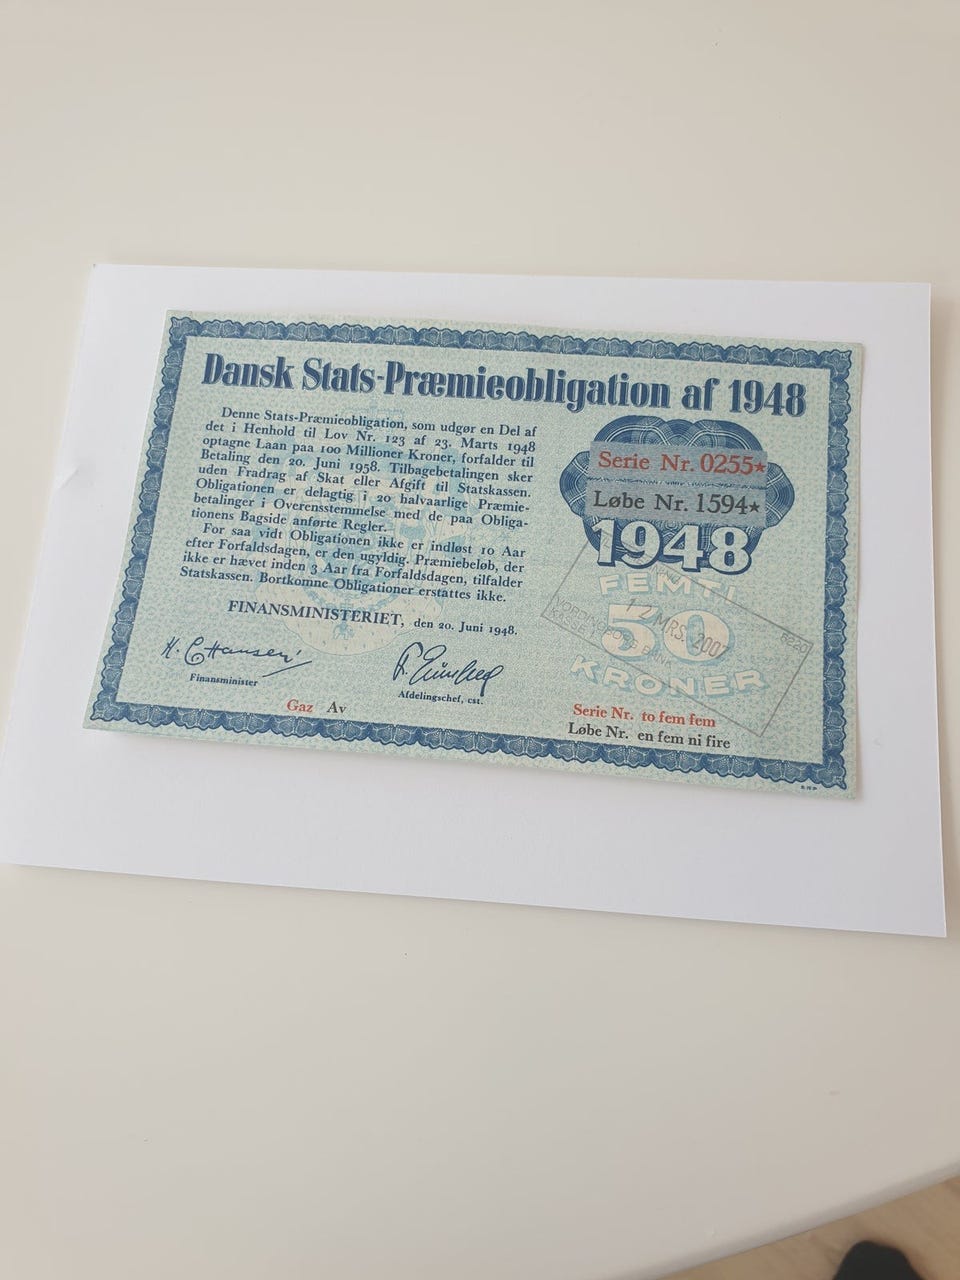 Dansk Stats-Præmieobligation af 1948
Denne Stats-Præmieobligation, som udgør en Del af
det i Henhold til Lov Nr. 123 af 23. Marts 1948
optagne Laan paa 100 Millioner Kroner, forfalder til
Betaling den 20. Juni 1958. Tilbagebetalingen sker
uden Fradrag af Skat eller Afgift til Statskassen.
Obligationen er delagtig i 20 halvaarlige Præmie-
betalinger i Overensstemmelse med de paa Obliga-
tionens Bagside anførte Regler.
For saa vidt Obligationen ikke er indløst 10 Aar
efter Forfaldsdagen, er den ugyldig. Præmiebeløb, der
ikke er hævet inden 3 Aar fra Forfaldsdagen, tilfalder
Statskassen. Bortkomne Obligationer erstattes ikke.
FINANSMINISTERIET, den 20. Juni 1948.
H. C Hansen
Finansminister
Afdelingschef, cst.
Gaz Av
Serie Nr. 0255★
Løbe Nr. 1594★
1948
FEMTI
50
KRONER
12 MRS. 2007
8220
Serie Nr. to fem fem
Løbe Nr. en fem ni fire